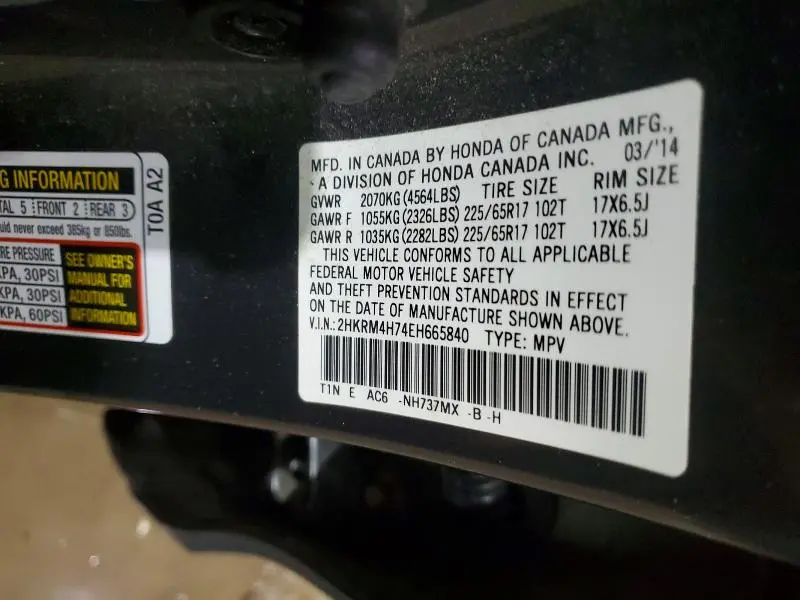 G INFORMATION
TAL 5 FRONT 2 REAR 3
uld never exceed 385kg or 850lbs.
RE PRESSURE
KPA, 30PSI
KPA, 30PSI
KPA, 60PSI
SEE OWNER'S
MANUAL FOR
ADDITIONAL
INFORMATION
T0A A2
MFD. IN CANADA BY HONDA OF CANADA MFG.,
A DIVISION OF HONDA CANADA INC. 03/'14
GVWR 2070KG (4564LBS) TIRE SIZE RIM SIZE
GAWR F 1055KG (2326LBS) 225/65R17 102T 17X6.5J
GAWR R 1035KG (2282LBS) 225/65R17 102T 17X6.5J
THIS VEHICLE CONFORMS TO ALL APPLICABLE
FEDERAL MOTOR VEHICLE SAFETY
AND THEFT PREVENTION STANDARDS IN EFFECT
ON THE DATE OF MANUFACTURE SHOWN ABOVE.
V.I.N.: 2HKRM4H74EH665840 TYPE: MPV
T1N E AC6 -NH737MX -B -H